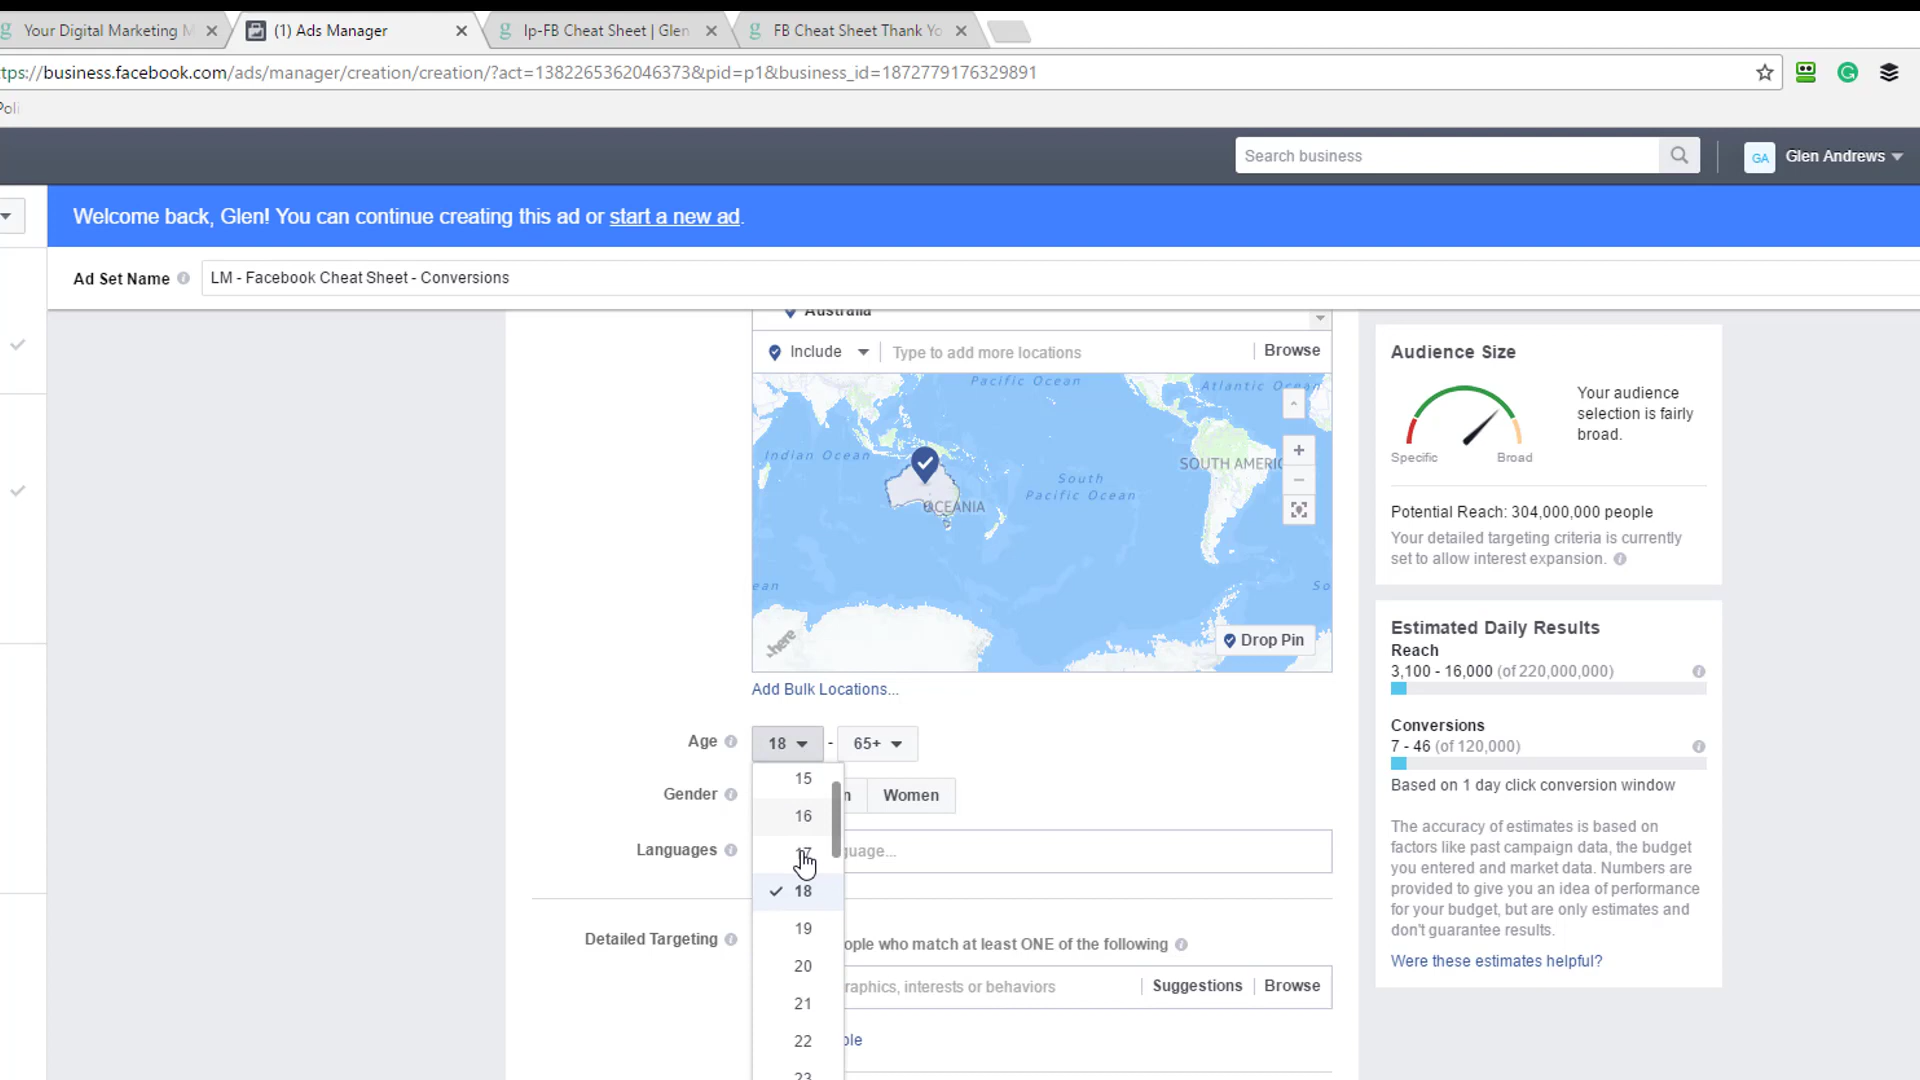 Your Digital Marketing M
(1) Ads Manager
lp-FB Cheat Sheet | Glen
FB Cheat Sheet Thank Yo
ttps://business.facebook.com/ads/manager/creation/creation/?act=1382265362046373&pid=p1&business_id=1872779176329891
Poli
Search business
GA
Glen Andrews
Welcome back, Glen! You can continue creating this ad or start a new ad.
Ad Set Name
LM - Facebook Cheat Sheet - Conversions
Australia
Include
Type to add more locations
Browse
Pacific Ocean
Atlantic Ocean
Indian Ocean
OCEANIA
South
Pacific Ocean
SOUTH AMERIC
ean
So
here
Drop Pin
Add Bulk Locations...
Age
18 - 65+
15
16
17
18
19
20
21
22
23
Gender
n
Women
Languages
guage...
Detailed Targeting
ople who match at least ONE of the following
raphics, interests or behaviors
Suggestions
Browse
ple
Audience Size
Specific
Broad
Your audience
selection is fairly
broad.
Potential Reach: 304,000,000 people
Your detailed targeting criteria is currently
set to allow interest expansion.
Estimated Daily Results
Reach
3,100 - 16,000 (of 220,000,000)
Conversions
7 - 46 (of 120,000)
Based on 1 day click conversion window
The accuracy of estimates is based on
factors like past campaign data, the budget
you entered and market data. Numbers are
provided to give you an idea of performance
for your budget, but are only estimates and
don't guarantee results.
Were these estimates helpful?